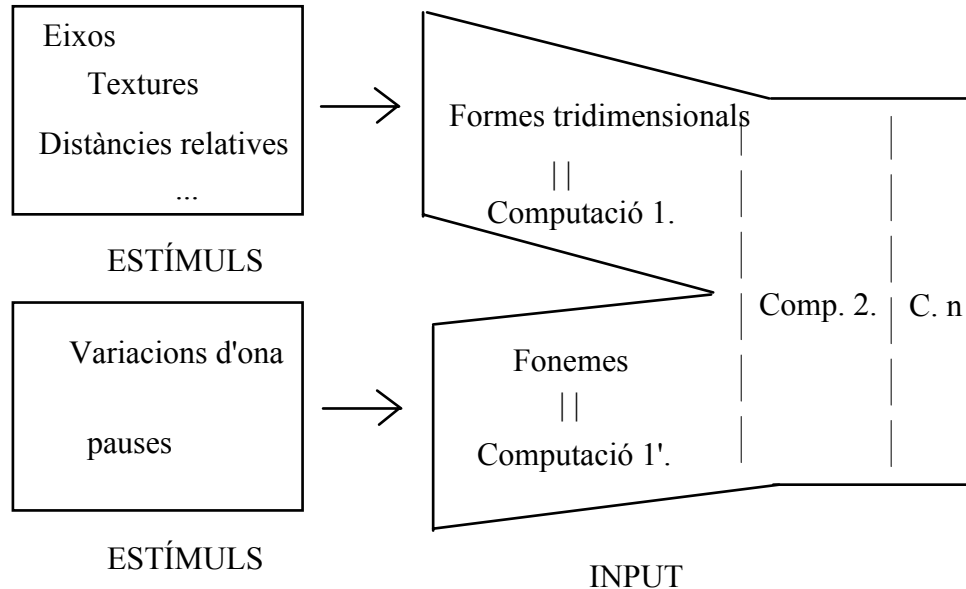 Eixos
Textures
Distàncies relatives
...
ESTÍMULS
Formes tridimensionals
||
Computació 1.
Comp. 2.
C. n
Variacions d'ona
pauses
ESTÍMULS
Fonemes
||
Computació 1'.
INPUT